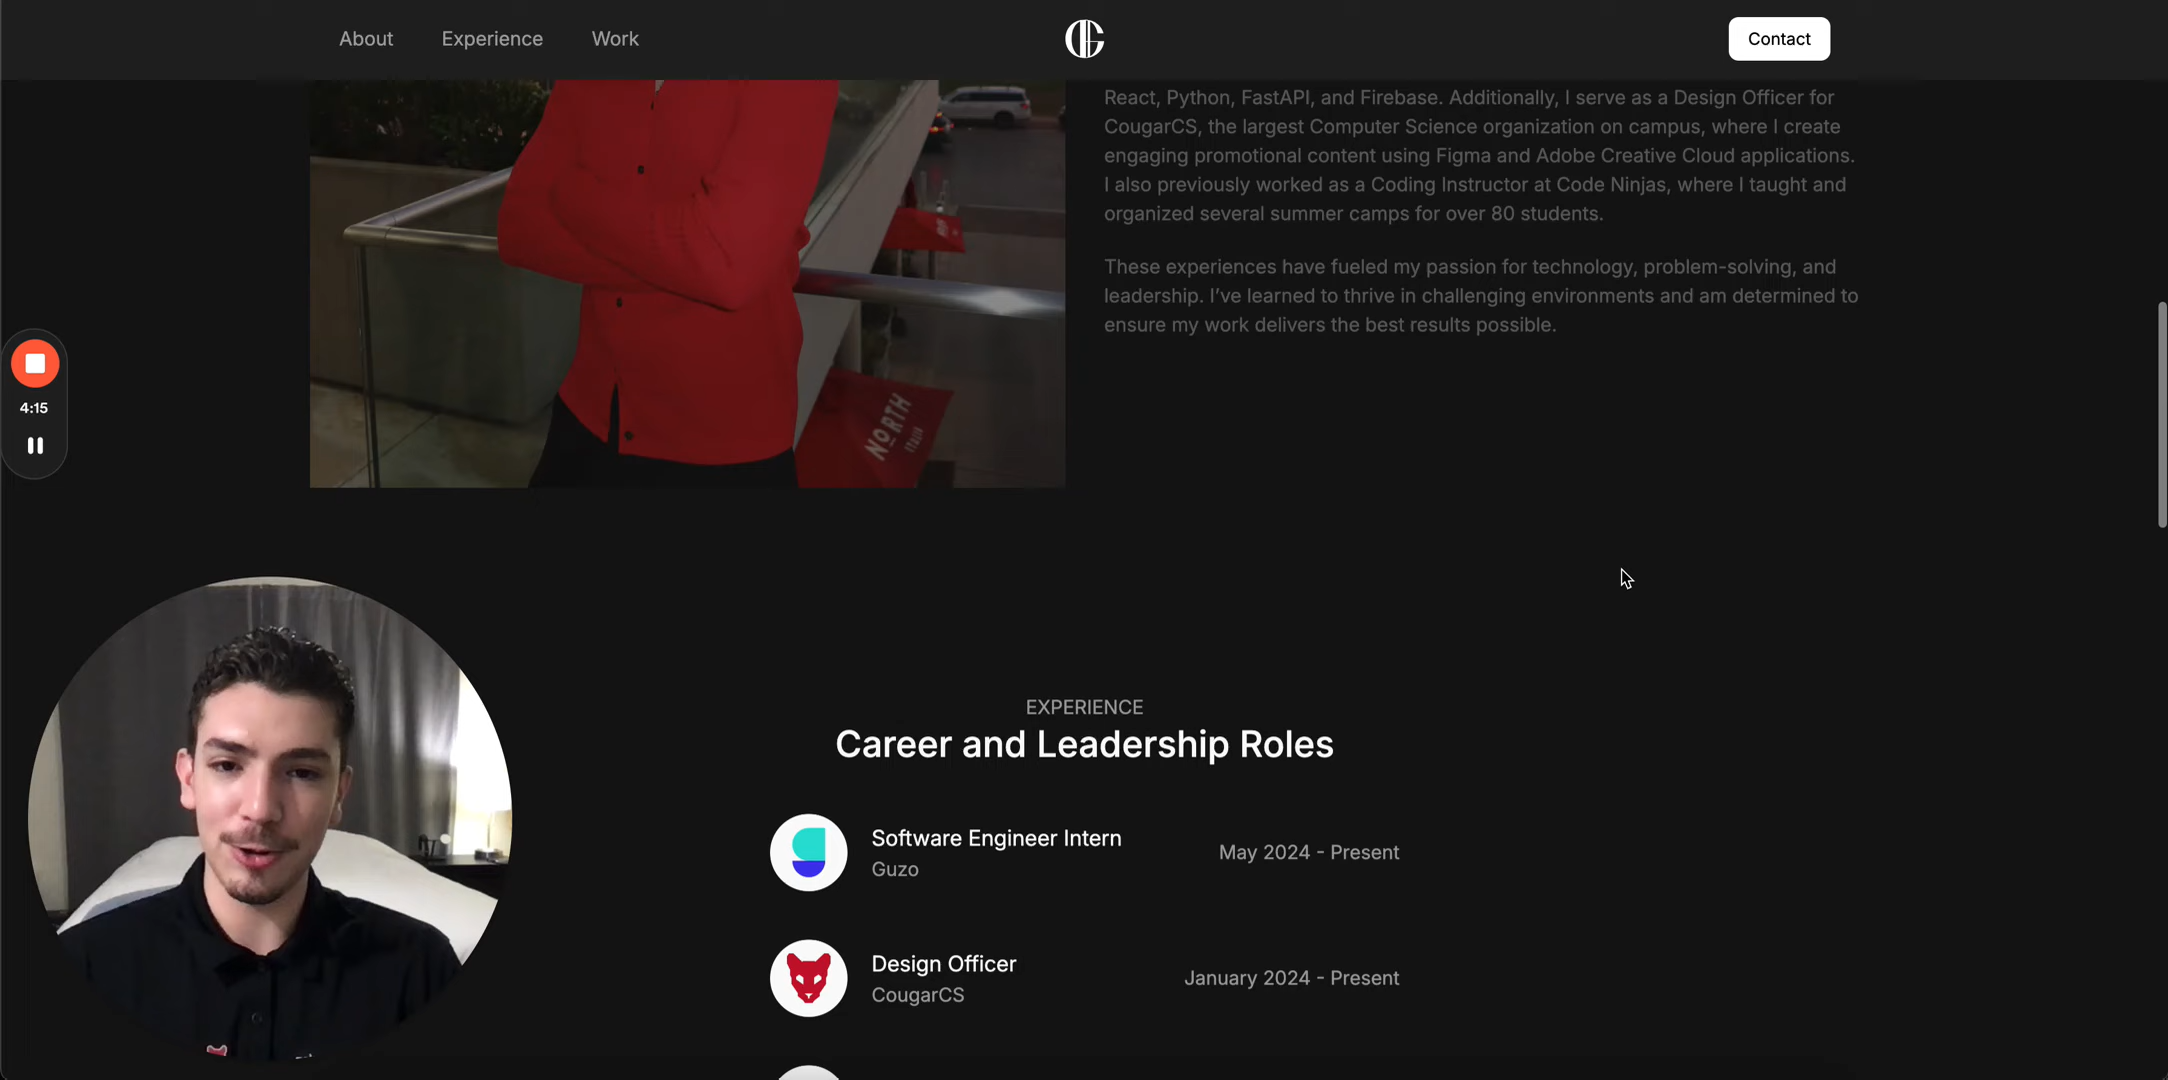 About
Experience
Work
Contact
React, Python, FastAPI, and Firebase. Additionally, I serve as a Design Officer for
CougarCS, the largest Computer Science organization on campus, where I create
engaging promotional content using Figma and Adobe Creative Cloud applications.
I also previously worked as a Coding Instructor at Code Ninjas, where I taught and
organized several summer camps for over 80 students.
These experiences have fueled my passion for technology, problem-solving, and
leadership. I’ve learned to thrive in challenging environments and am determined to
ensure my work delivers the best results possible.
4:15
NORTH
ITALIA
EXPERIENCE
Career and Leadership Roles
Software Engineer Intern
Guzo
May 2024 - Present
Design Officer
CougarCS
January 2024 - Present